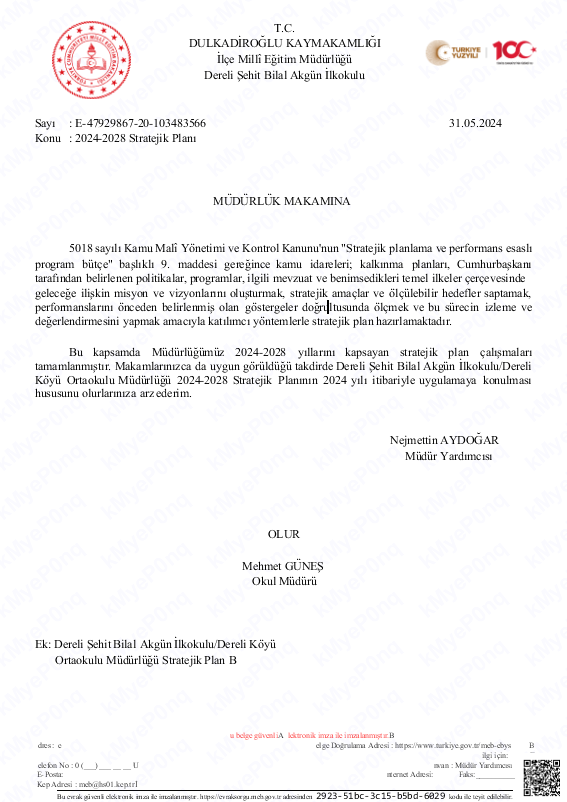 T.C.
DULKADİROĞLU KAYMAKAMLIĞI
İlçe Millî Eğitim Müdürlüğü
Dereli Şehit Bilal Akgün İlkokulu
TÜRKİYE
YÜZYILI
Sayı : E-47929867-20-103483566 31.05.2024
Konu : 2024-2028 Stratejik Planı
MÜDÜRLÜK MAKAMINA
5018 sayılı Kamu Malî Yönetimi ve Kontrol Kanunu'nun "Stratejik planlama ve performans esaslı
program bütçe" başlıklı 9. maddesi gereğince kamu idareleri; kalkınma planları, Cumhurbaşkanı
tarafından belirlenen politikalar, programlar, ilgili mevzuat ve benimsedikleri temel ilkeler çerçevesinde
geleceğe ilişkin misyon ve vizyonlarını oluşturmak, stratejik amaçlar ve ölçülebilir hedefler saptamak,
performanslarını önceden belirlenmiş olan göstergeler doğrultusunda ölçmek ve bu sürecin izleme ve
değerlendirmesini yapmak amacıyla katılımcı yöntemlerle stratejik plan hazırlamaktadır.
Bu kapsamda Müdürlüğümüz 2024-2028 yıllarını kapsayan stratejik plan çalışmaları
tamamlanmıştır. Makamlarınızca da uygun görüldüğü takdirde Dereli Şehit Bilal Akgün İlkokulu/Dereli
Köyü Ortaokulu Müdürlüğü 2024-2028 Stratejik Planının 2024 yılı itibariyle uygulamaya konulması
hususunu olurlarınıza arz ederim.
Nejmettin AYDOĞAR
Müdür Yardımcısı
OLUR
Mehmet GÜNEŞ
Okul Müdürü
Ek: Dereli Şehit Bilal Akgün İlkokulu/Dereli Köyü
Ortaokulu Müdürlüğü Stratejik Plan B
u belge güvenliA lektronik imza ile imzalanmıştır.B
dres: e elge Doğrulama Adresi : https://www.turkiye.gov.tr/meb-ebys B
ilgi için:
elefon No : 0 (___) ___ __ __ U nvan : Müdür Yardımcısı
E-Posta: nternet Adresi: Faks:__________
Kep Adresi : meb@hs01.kep.trİ
Bu evrak güvenli elektronik imza ile imzalanmıştır. https://evraksorgu.meb.gov.tr adresinden 2923-51bc-3c15-b5bd-6029 kodu ile teyit edilebilir.